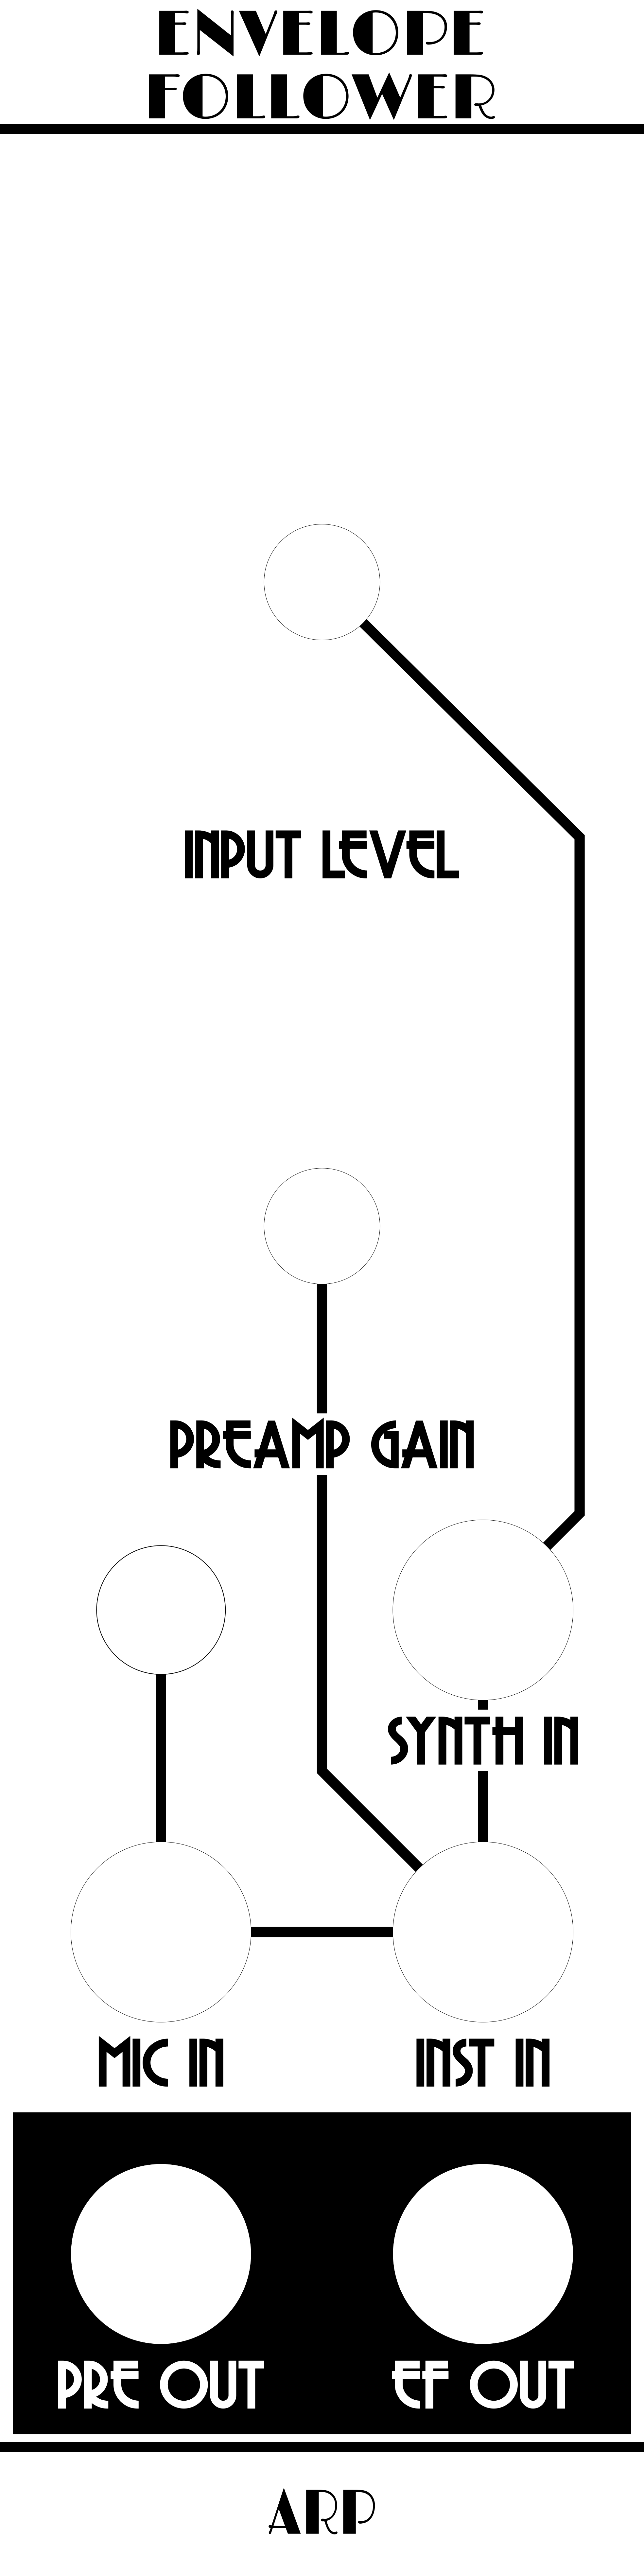 ENVELOPE
FOLLOWER
INPUT LEVEL
PREAMP GAIN
SYNTH IN
MIC IN
INST IN
PRE OUT
EF OUT
ARP